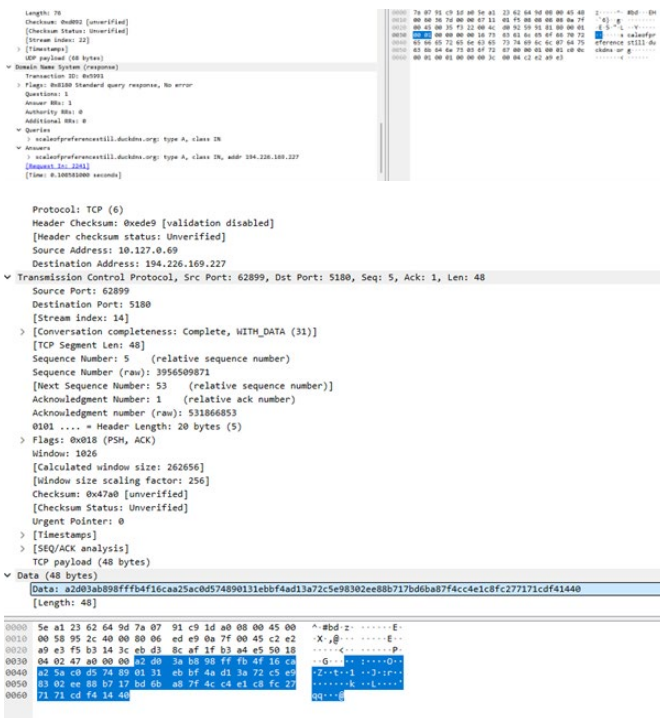 Length: 76
Checksum: 0xd892 [unverified]
[Checksum Status: Unverified]
[Stream index: 22]
> [Timestamps]
UDP payload (68 bytes)
Domain Name System (response)
Transaction ID: 0x5991
> Flags: 0x8180 Standard query response, No error
Questions: 1
Answer RRs: 1
Authority RRs: 0
Additional RRs: 0
Queries
> scaleofpreferencestill.duckdns.org: type A, class IN
Answers
> scaleofpreferencestill.duckdns.org: type A, class IN, addr 194.226.169.227
[Request In: 2241]
[Time: 0.108581000 seconds]
Protocol: TCP (6)
Header Checksum: 0xede9 [validation disabled]
[Header checksum status: Unverified]
Source Address: 10.127.0.69
Destination Address: 194.226.169.227
Transmission Control Protocol, Src Port: 62899, Dst Port: 5180, Seq: 5, Ack: 1, Len: 48
Source Port: 62899
Destination Port: 5180
[Stream index: 14]
> [Conversation completeness: Complete, WITH_DATA (31)]
[TCP Segment Len: 48]
Sequence Number: 5 (relative sequence number)
Sequence Number (raw): 3956509871
[Next Sequence Number: 53 (relative sequence number)]
Acknowledgment Number: 1 (relative ack number)
Acknowledgment number (raw): 531866853
0101 .... = Header Length: 20 bytes (5)
> Flags: 0x018 (PSH, ACK)
Window: 1026
[Calculated window size: 262656]
[Window size scaling factor: 256]
Checksum: 0x47a0 [unverified]
[Checksum Status: Unverified]
Urgent Pointer: 0
> [Timestamps]
> [SEQ/ACK analysis]
TCP payload (48 bytes)
Data (48 bytes)
Data: a2d03ab898fffb4f16caa25ac0d574890131ebbf4ad13a72c5e98302ee88b717bd6ba87f4cc4e1c8fc277171cdf41440
[Length: 48]
0000 5e a1 23 62 64 9d 7a 07 91 c9 1d a0 08 00 45 00 ^·#bd·z· ······E·
0010 00 58 95 2c 40 00 80 06 ed e9 0a 7f 00 45 c2 e2 ·X·,@··· ·····E··
0020 a9 e3 f5 b3 14 3c eb d3 8c af 1f b3 a4 e5 50 18 ·····<·· ······P·
0030 04 02 47 a0 00 00 a2 d0 3a b8 98 ff fb 4f 16 ca ··G····· :····O··
0040 a2 5a c0 d5 74 89 01 31 eb bf 4a d1 3a 72 c5 e9 ·Z··t··1 ··J·:r··
0050 83 02 ee 88 b7 17 bd 6b a8 7f 4c c4 e1 c8 fc 27 ·······k ··L····'
0060 71 71 cd f4 14 40 qq···@